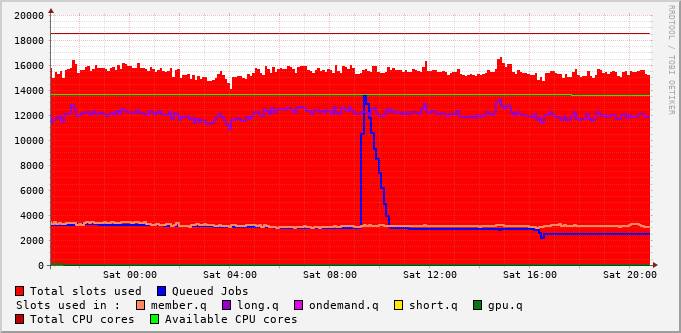 RRDTOOL / TOBI OETIKER
20000
18000
16000
14000
12000
10000
8000
6000
4000
2000
0
Sat 00:00 Sat 04:00 Sat 08:00 Sat 12:00 Sat 16:00 Sat 20:00
Total slots used Queued Jobs
Slots used in : member.q long.q ondemand.q short.q gpu.q
Total CPU cores Available CPU cores